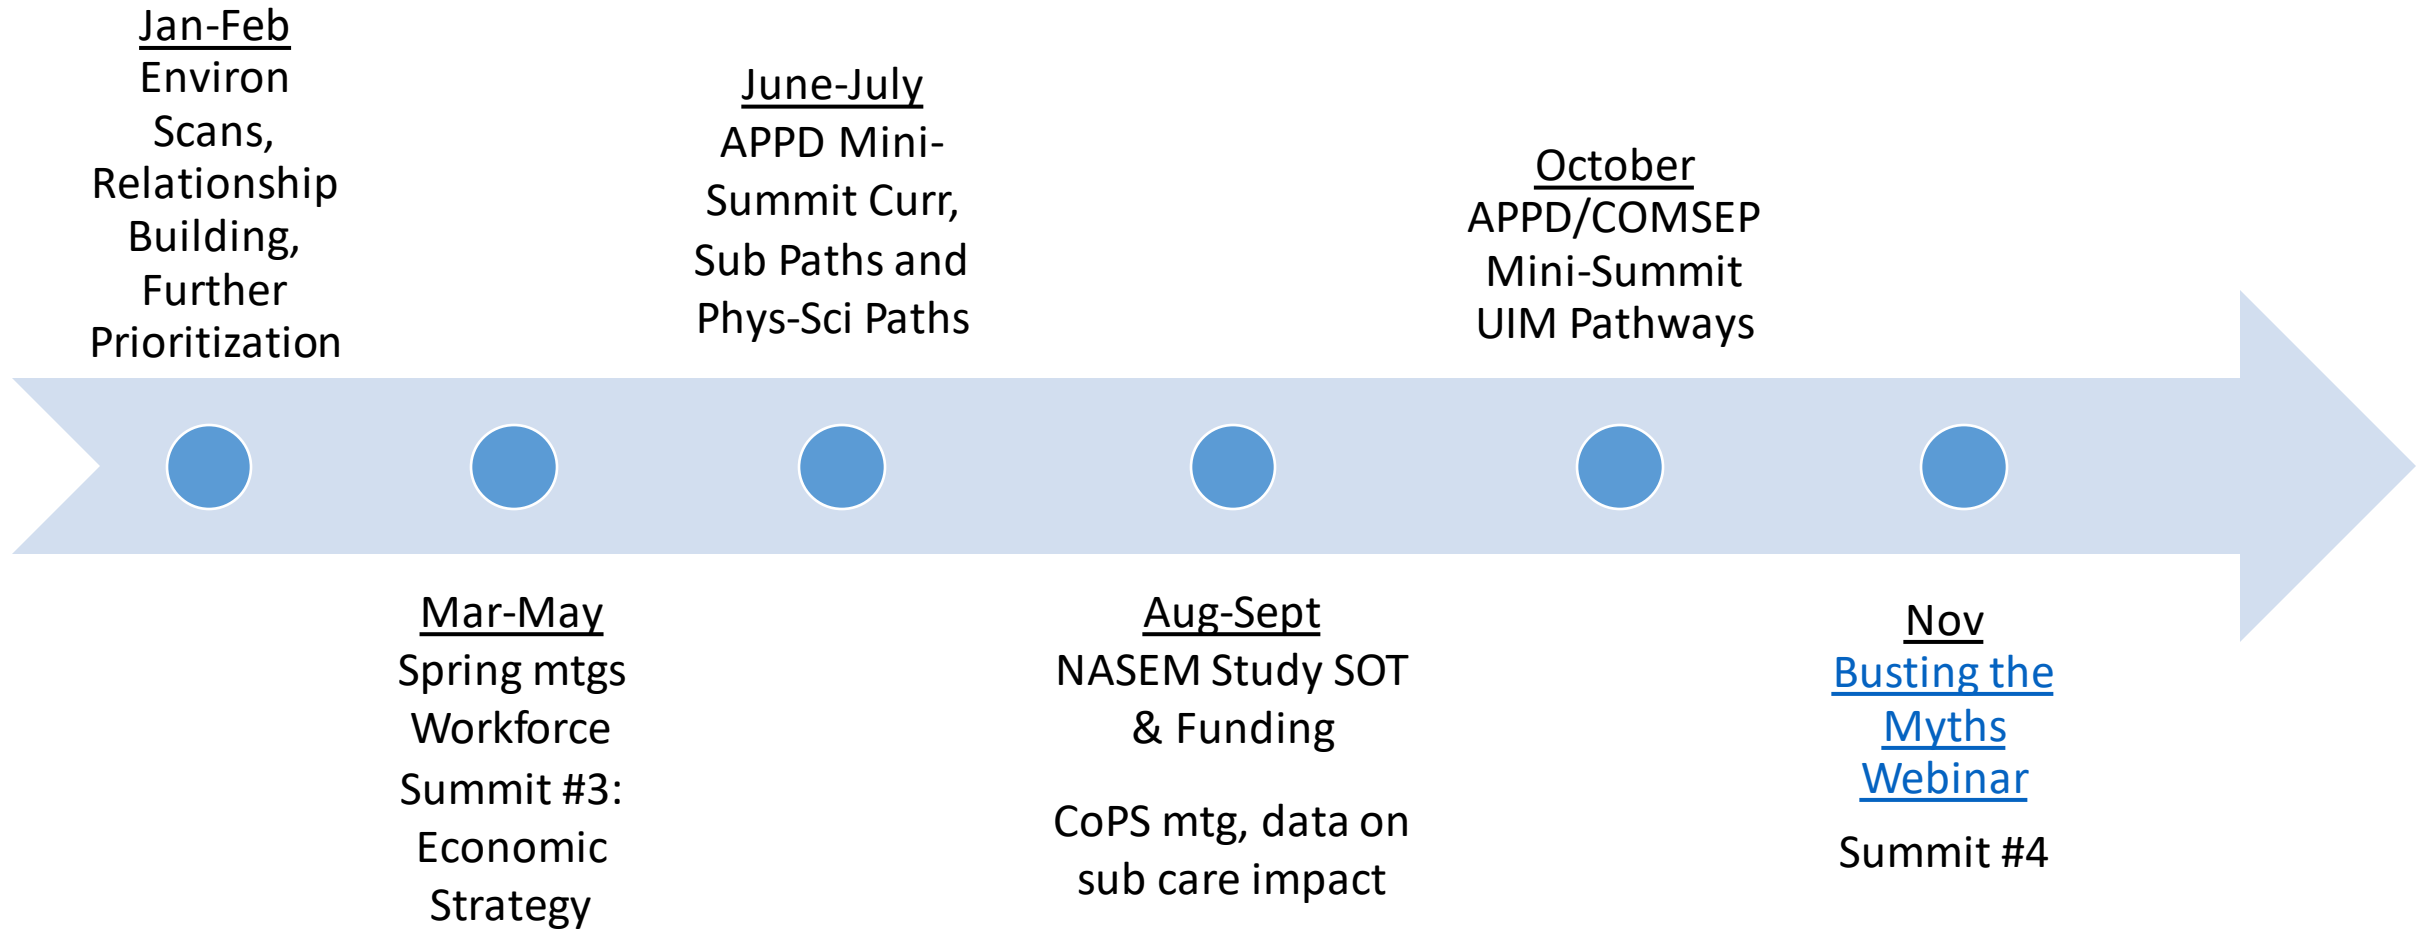 Jan-Feb
Environ
Scans,
Relationship
Building,
Further
Prioritization
Mar-May
Spring mtgs
Workforce
Summit #3:
Economic
Strategy
June-July
APPD Mini-
Summit Curr,
Sub Paths and
Phys-Sci Paths
Aug-Sept
NASEM Study SOT
& Funding
CoPS mtg, data on
sub care impact
October
APPD/COMSEP
Mini-Summit
UIM Pathways
Nov
Busting the
Myths
Webinar
Summit #4